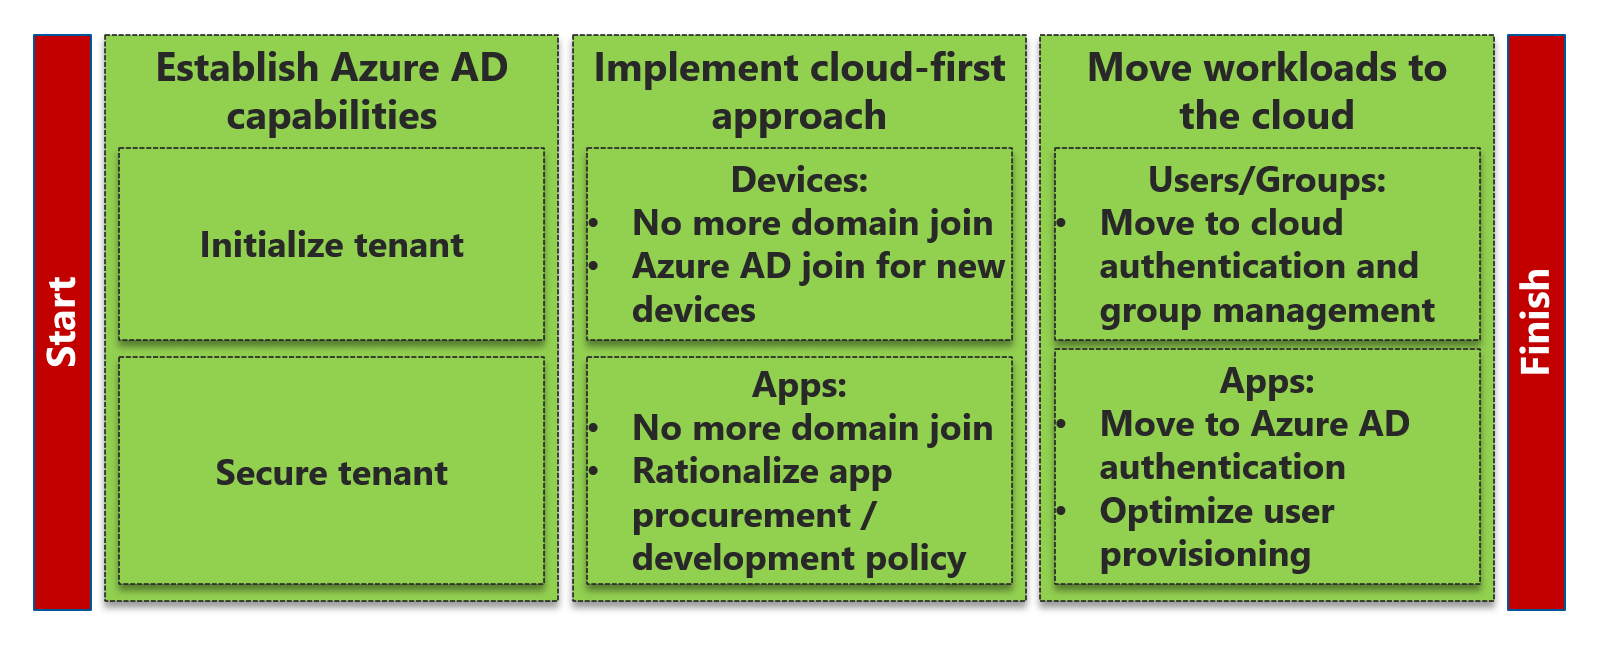 Start
Establish Azure AD
capabilities
Initialize tenant
Secure tenant
Implement cloud-first
approach
Devices:
• No more domain join
• Azure AD join for new
devices
Apps:
• No more domain join
• Rationalize app
procurement /
development policy
Move workloads to
the cloud
Users/Groups:
• Move to cloud
authentication and
group management
Apps:
• Move to Azure AD
authentication
• Optimize user
provisioning
Finish